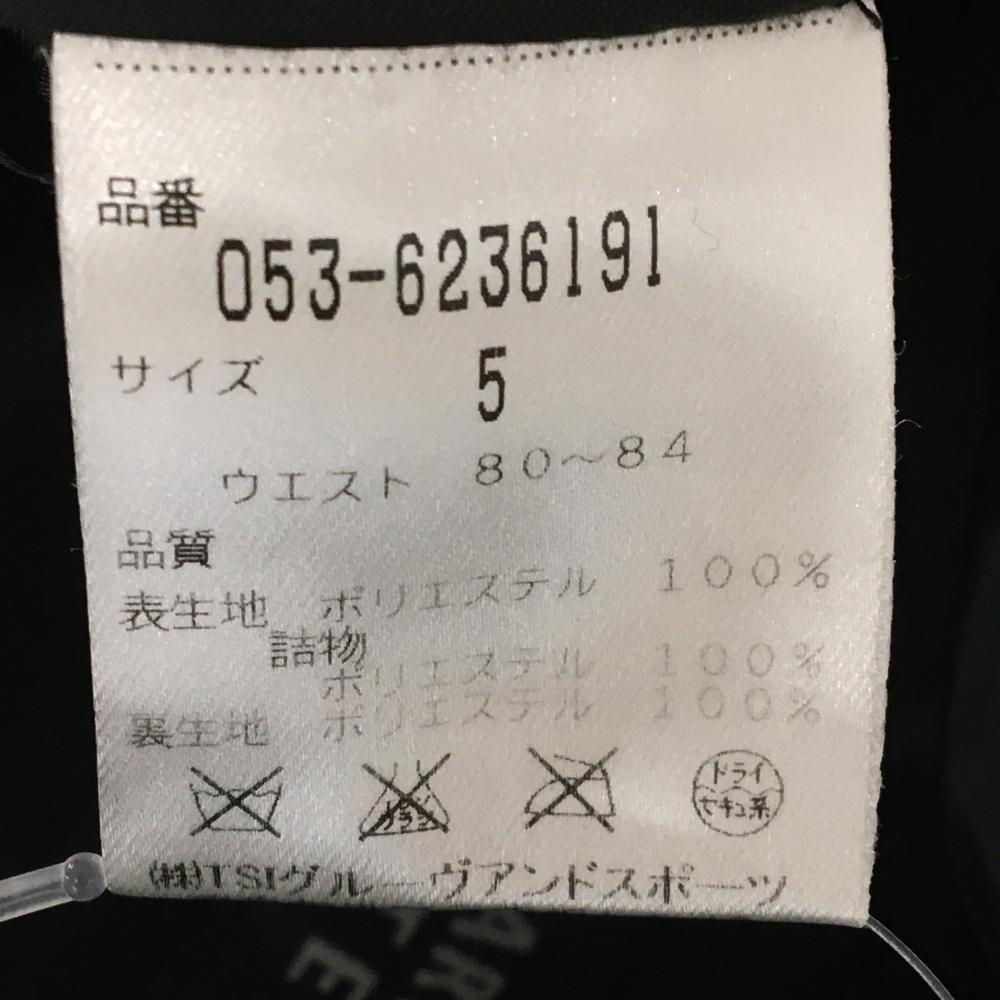 品番
053-6236191
サイズ 5
ウエスト 80～84
品質
表生地 ポリエステル 100%
詰物
ポリエステル 100%
裏生地 ポリエステル 100%
ドライ
セキユ系
(株)TSIグルーヴアンドスポーツ